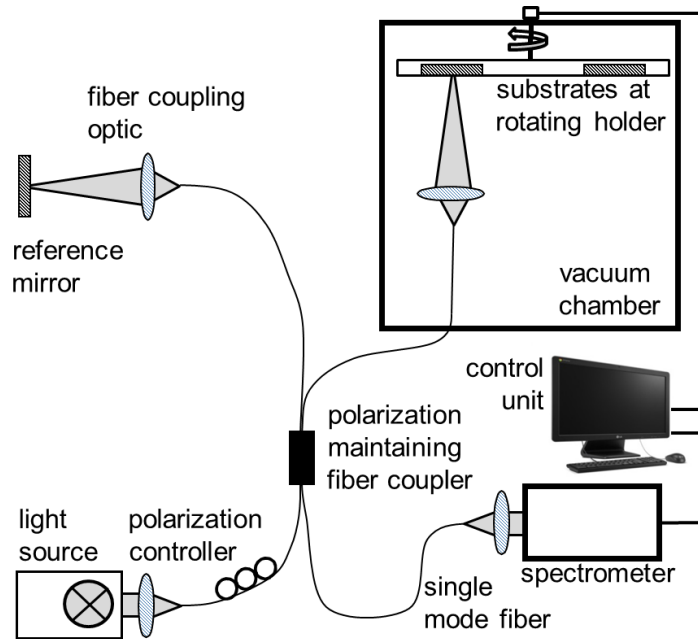 fiber coupling
optic
substrates at
rotating holder
reference
mirror
vacuum
chamber
control
unit
polarization
maintaining
fiber coupler
light
source
polarization
controller
single
mode fiber
spectrometer